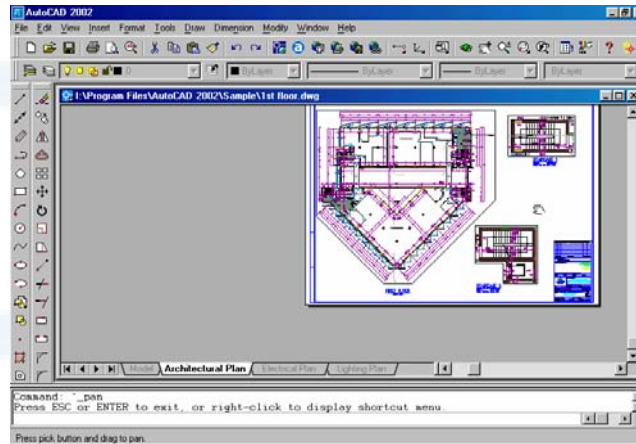 AutoCAD 2002
File Edit View Insert Format Tools Draw Dimension Modify Window Help
0 ByLayer ByLayer ByLayer ByLayer
I:\Program Files\AutoCAD 2002\Sample\1st floor.dwg
Model Architectural Plan Electrical Plan Lighting Plan
Command: '_pan
Press ESC or ENTER to exit, or right-click to display shortcut menu.
Press pick button and drag to pan.